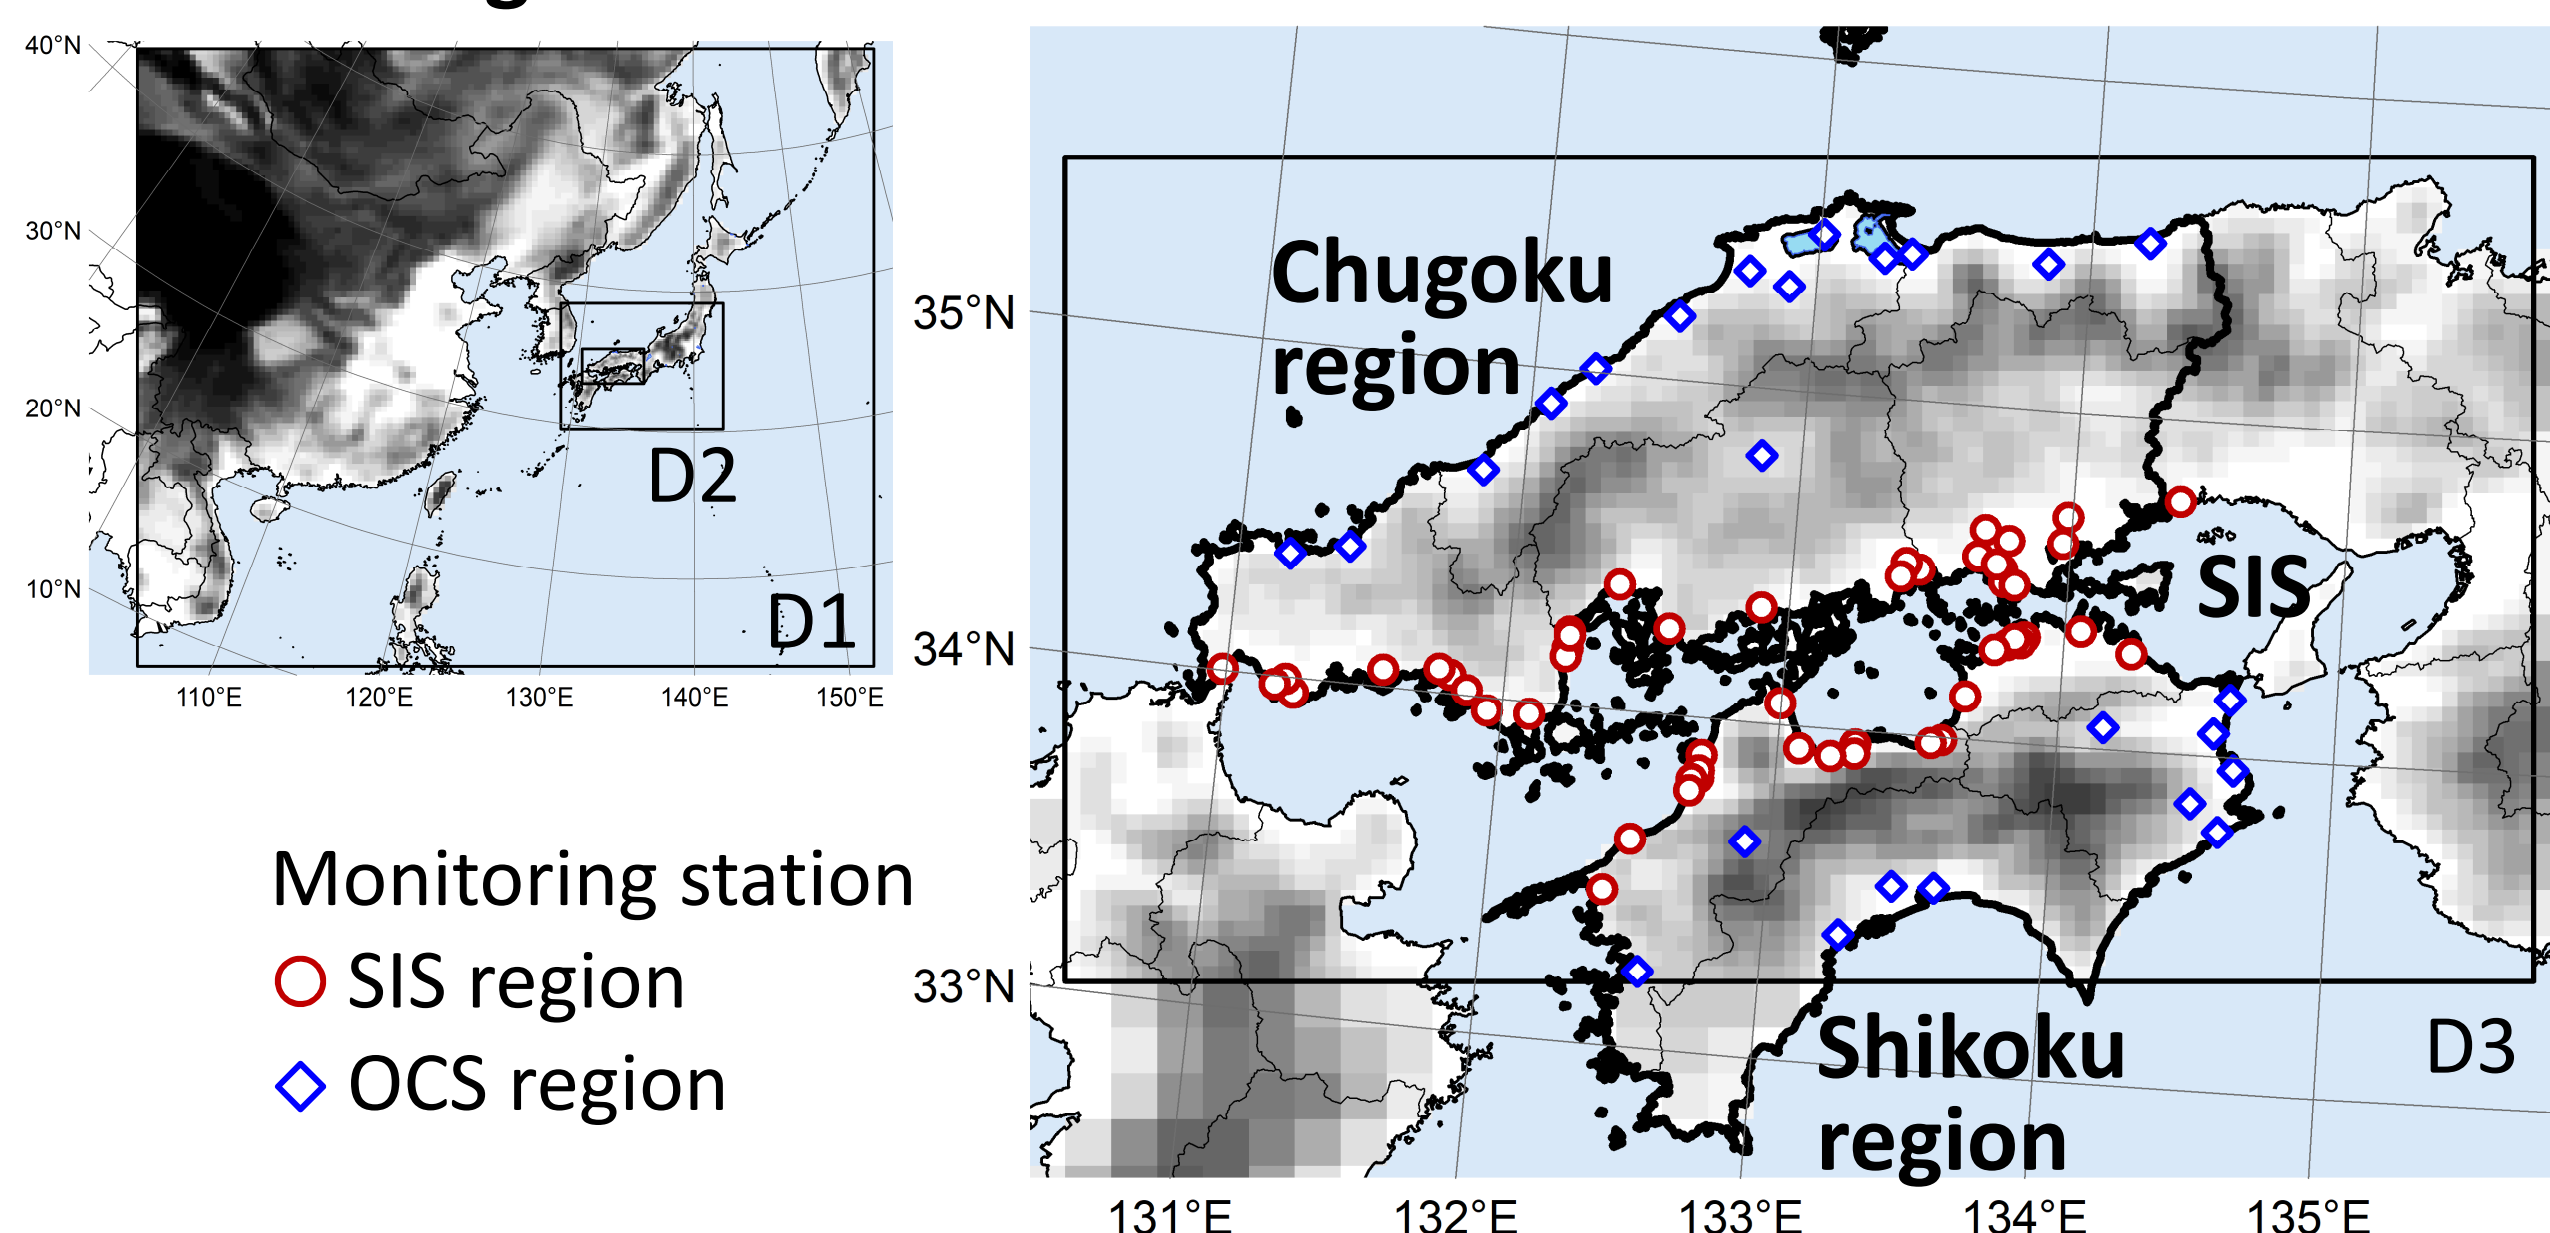 40°N
30°N
20°N
10°N
110°E
120°E
130°E
140°E
150°E
D2
D1
Monitoring station
SIS region
OCS region
35°N
34°N
33°N
131°E
132°E
133°E
134°E
135°E
Chugoku
region
SIS
Shikoku
region
D3